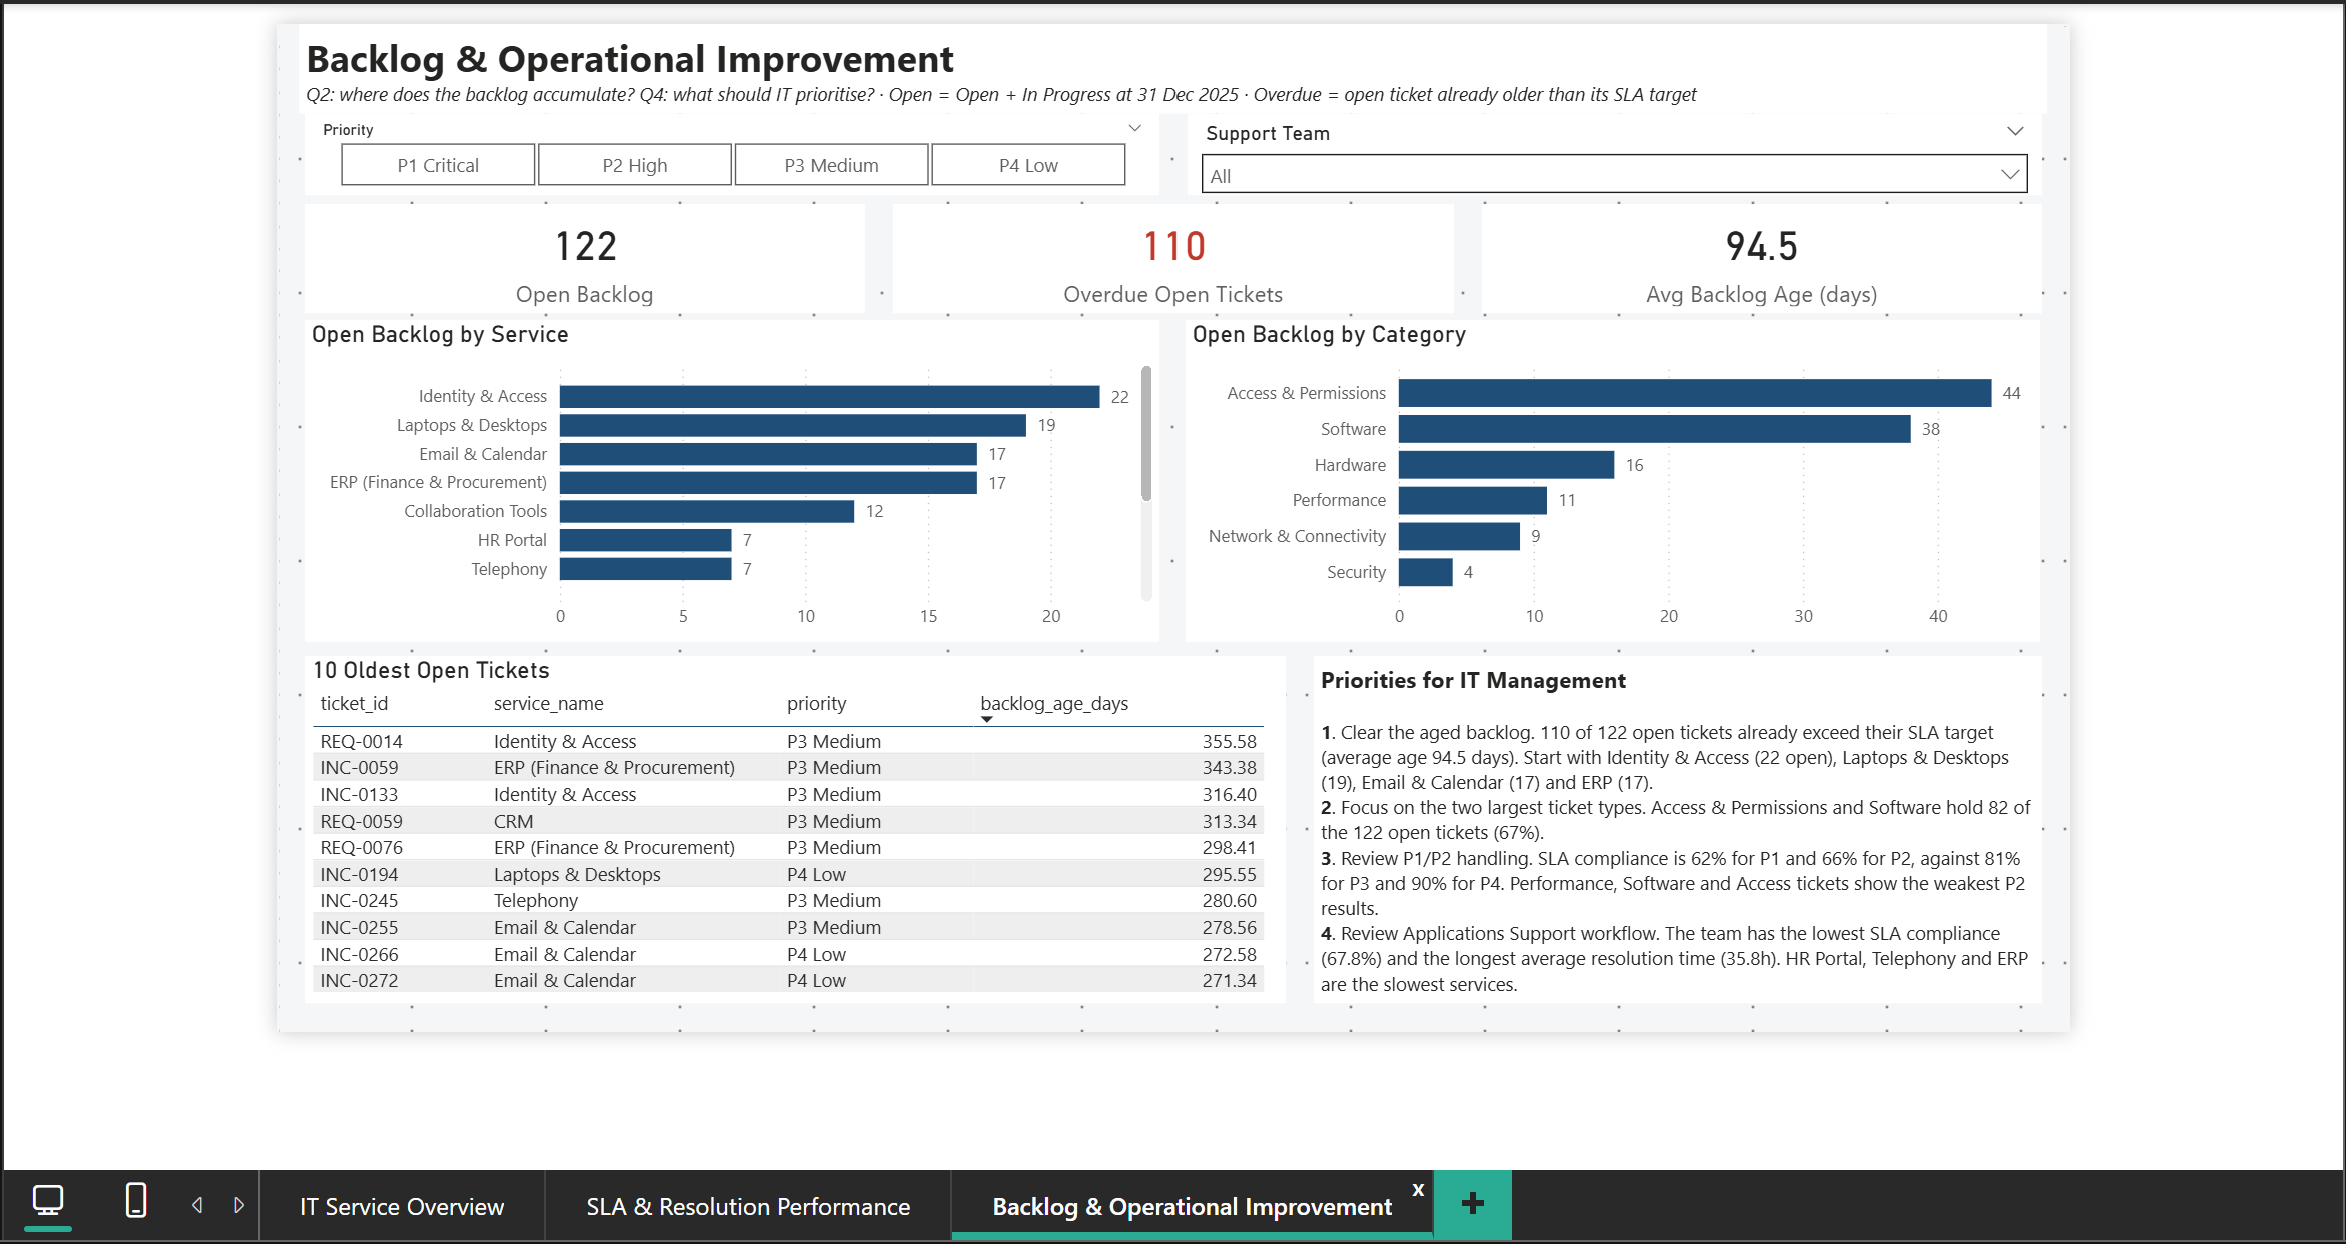 Backlog & Operational Improvement
Q2: where does the backlog accumulate? Q4: what should IT prioritise? · Open = Open + In Progress at 31 Dec 2025 · Overdue = open ticket already older than its SLA target
Priority
P1 Critical
P2 High
P3 Medium
P4 Low
Support Team
All
122
Open Backlog
110
Overdue Open Tickets
94.5
Avg Backlog Age (days)
Open Backlog by Service
Identity & Access 22
Laptops & Desktops 19
Email & Calendar 17
ERP (Finance & Procurement) 17
Collaboration Tools 12
HR Portal 7
Telephony 7
0 5 10 15 20
Open Backlog by Category
Access & Permissions 44
Software 38
Hardware 16
Performance 11
Network & Connectivity 9
Security 4
0 10 20 30 40
10 Oldest Open Tickets
ticket_id service_name priority backlog_age_days
REQ-0014 Identity & Access P3 Medium 355.58
INC-0059 ERP (Finance & Procurement) P3 Medium 343.38
INC-0133 Identity & Access P3 Medium 316.40
REQ-0059 CRM P3 Medium 313.34
REQ-0076 ERP (Finance & Procurement) P3 Medium 298.41
INC-0194 Laptops & Desktops P4 Low 295.55
INC-0245 Telephony P3 Medium 280.60
INC-0255 Email & Calendar P3 Medium 278.56
INC-0266 Email & Calendar P4 Low 272.58
INC-0272 Email & Calendar P4 Low 271.34
Priorities for IT Management
1. Clear the aged backlog. 110 of 122 open tickets already exceed their SLA target
(average age 94.5 days). Start with Identity & Access (22 open), Laptops & Desktops
(19), Email & Calendar (17) and ERP (17).
2. Focus on the two largest ticket types. Access & Permissions and Software hold 82 of
the 122 open tickets (67%).
3. Review P1/P2 handling. SLA compliance is 62% for P1 and 66% for P2, against 81%
for P3 and 90% for P4. Performance, Software and Access tickets show the weakest P2
results.
4. Review Applications Support workflow. The team has the lowest SLA compliance
(67.8%) and the longest average resolution time (35.8h). HR Portal, Telephony and ERP
are the slowest services.
IT Service Overview
SLA & Resolution Performance
Backlog & Operational Improvement
x
+